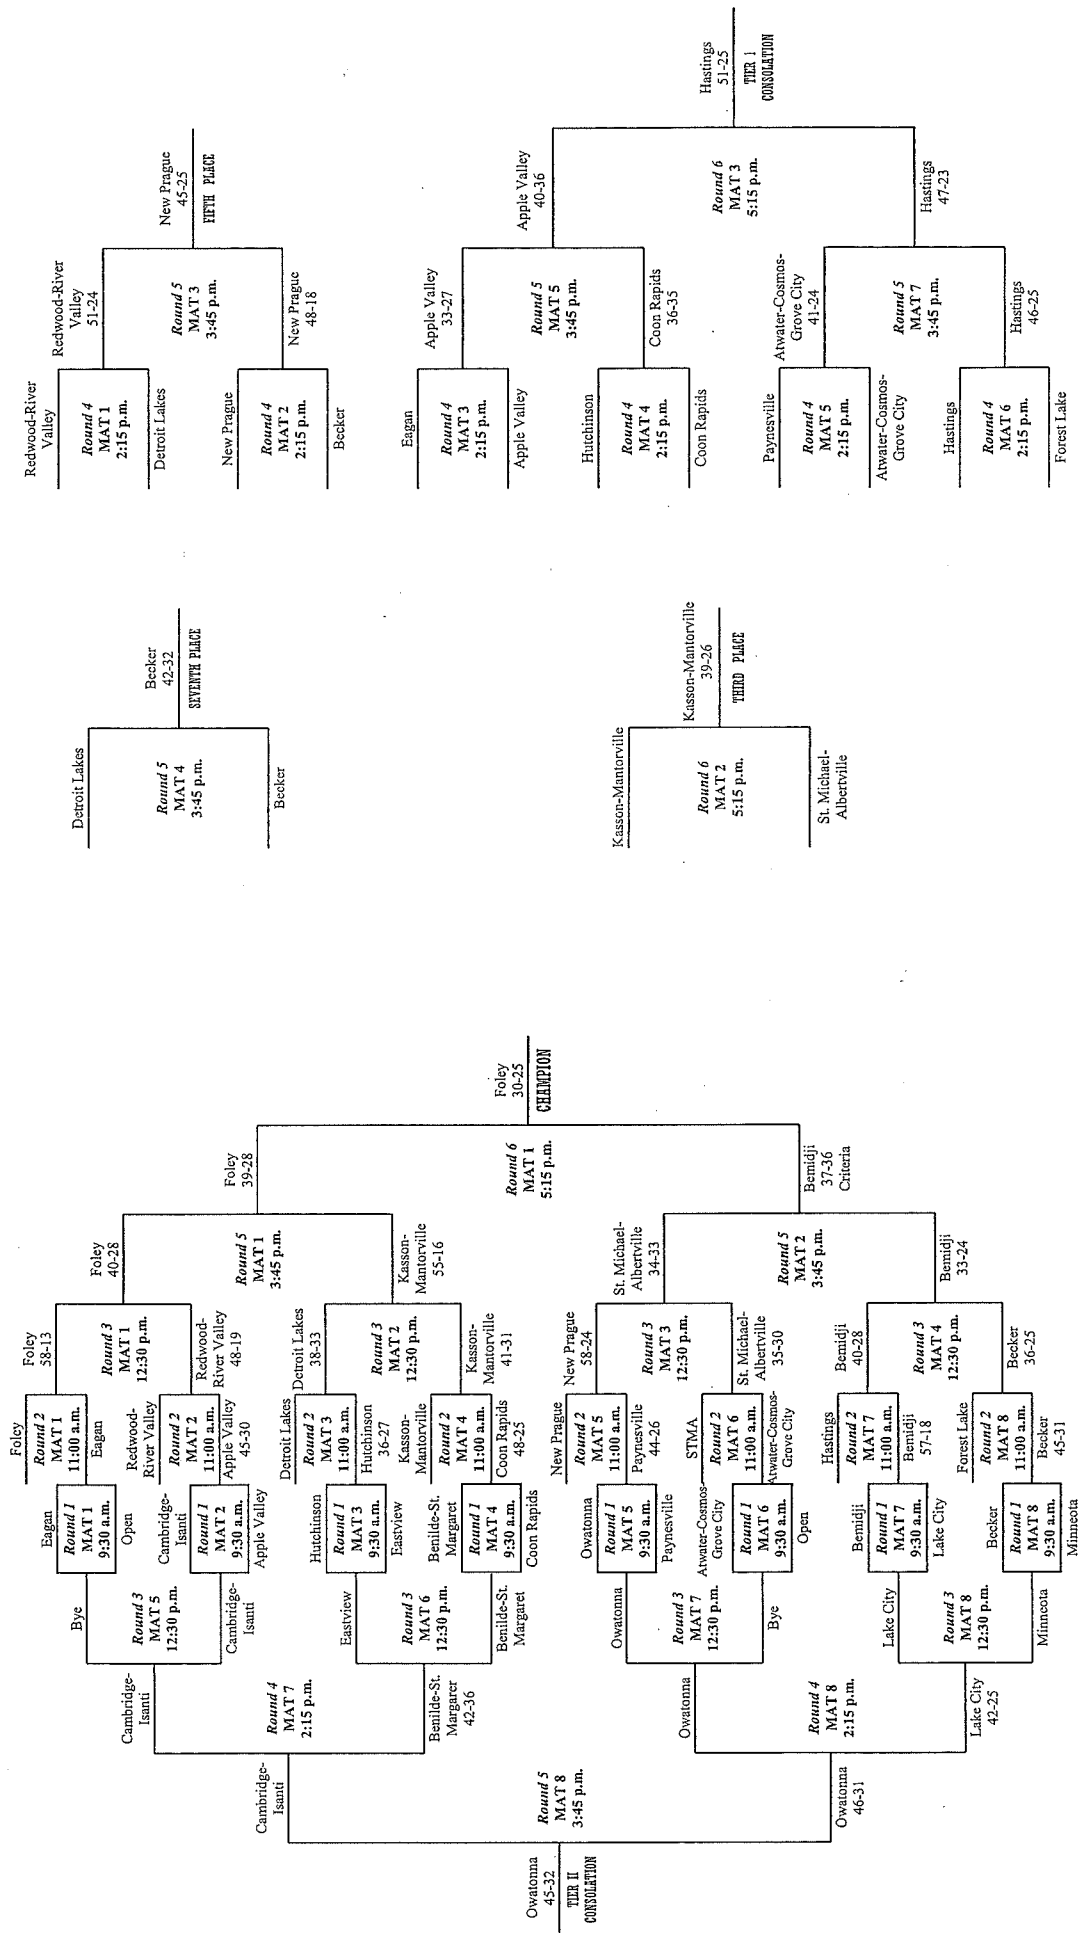 Owatonna
45-32
TIER II
CONSOLATION
Cambridge-
Isanti
Round 5
MAT 8
3:45 p.m.
Owatonna
46-31
Cambridge-
Isanti
Round 4
MAT 7
2:15 p.m.
Benilde-St.
Margarer
42-36
Owatonna
Round 4
MAT 8
2:15 p.m.
Lake City
42-25
Bye
Round 3
MAT 5
12:30 p.m.
Cambridge-
Isanti
Eastview
Round 3
MAT 6
12:30 p.m.
Benilde-St.
Margaret
Owatonna
Round 3
MAT 7
12:30 p.m.
Bye
Lake City
Round 3
MAT 8
12:30 p.m.
Minneota
Eagan
Round 1
MAT 1
9:30 a.m.
Open
Cambridge-
Isanti
Round 1
MAT 2
9:30 a.m.
Apple Valley
Hutchinson
Round 1
MAT 3
9:30 a.m.
Eastview
Benilde-St.
Margaret
Round 1
MAT 4
9:30 a.m.
Coon Rapids
Owatonna
Round 1
MAT 5
9:30 a.m.
Paynesville
Atwater-Cosmos-
Grove City
Round 1
MAT 6
9:30 a.m.
Open
Bemidji
Round 1
MAT 7
9:30 a.m.
Lake City
Becker
Round 1
MAT 8
9:30 a.m.
Minneota
Foley
Round 2
MAT 1
11:00 a.m.
Eagan
Redwood-
River Valley
Round 2
MAT 2
11:00 a.m.
Apple Valley
45-30
Detroit Lakes
Round 2
MAT 3
11:00 a.m.
Hutchinson
36-27
Kasson-
Mantorville
Round 2
MAT 4
11:00 a.m.
Coon Rapids
48-25
New Prague
Round 2
MAT 5
11:00 a.m.
Paynesville
44-26
STMA
Round 2
MAT 6
11:00 a.m.
Atwater-Cosmos-
Grove City
Hastings
Round 2
MAT 7
11:00 a.m.
Bemidji
57-18
Forest Lake
Round 2
MAT 8
11:00 a.m.
Becker
45-31
Foley
58-13
Round 3
MAT 1
12:30 p.m.
Redwood-
River Valley
48-19
Detroit Lakes
38-33
Round 3
MAT 2
12:30 p.m.
Kasson-
Mantorville
41-31
New Prague
58-24
Round 3
MAT 3
12:30 p.m.
St. Michael-
Albertville
35-30
Bemidji
40-28
Round 3
MAT 4
12:30 p.m.
Becker
36-25
Foley
40-28
Round 5
MAT 1
3:45 p.m.
Kasson-
Mantorville
55-16
St. Michael-
Albertville
34-33
Round 5
MAT 2
3:45 p.m.
Bemidji
33-24
Foley
39-28
Round 6
MAT 1
5:15 p.m.
Bemidji
37-36
Criteria
Foley
30-25
CHAMPION
Detroit Lakes
Round 5
MAT 4
3:45 p.m.
Becker
Becker
42-32
SEVENTH PLACE
Kasson-Mantorville
Round 6
MAT 2
5:15 p.m.
St. Michael-
Albertville
Kasson-Mantorville
39-26
THIRD PLACE
Redwood-River
Valley
Round 4
MAT 1
2:15 p.m.
Detroit Lakes
New Prague
Round 4
MAT 2
2:15 p.m.
Becker
Redwood-River
Valley
51-24
Round 5
MAT 3
3:45 p.m.
New Prague
48-18
New Prague
45-25
FIFTH PLACE
Eagan
Round 4
MAT 3
2:15 p.m.
Apple Valley
Hutchinson
Round 4
MAT 4
2:15 p.m.
Coon Rapids
Paynesville
Round 4
MAT 5
2:15 p.m.
Atwater-Cosmos-
Grove City
Hastings
Round 4
MAT 6
2:15 p.m.
Forest Lake
Apple Valley
33-27
Round 5
MAT 5
3:45 p.m.
Coon Rapids
36-35
Atwater-Cosmos-
Grove City
41-24
Round 5
MAT 7
3:45 p.m.
Hastings
46-25
Apple Valley
40-36
Round 6
MAT 3
5:15 p.m.
Hastings
47-23
Hastings
51-25
TIER 1
CONSOLATION